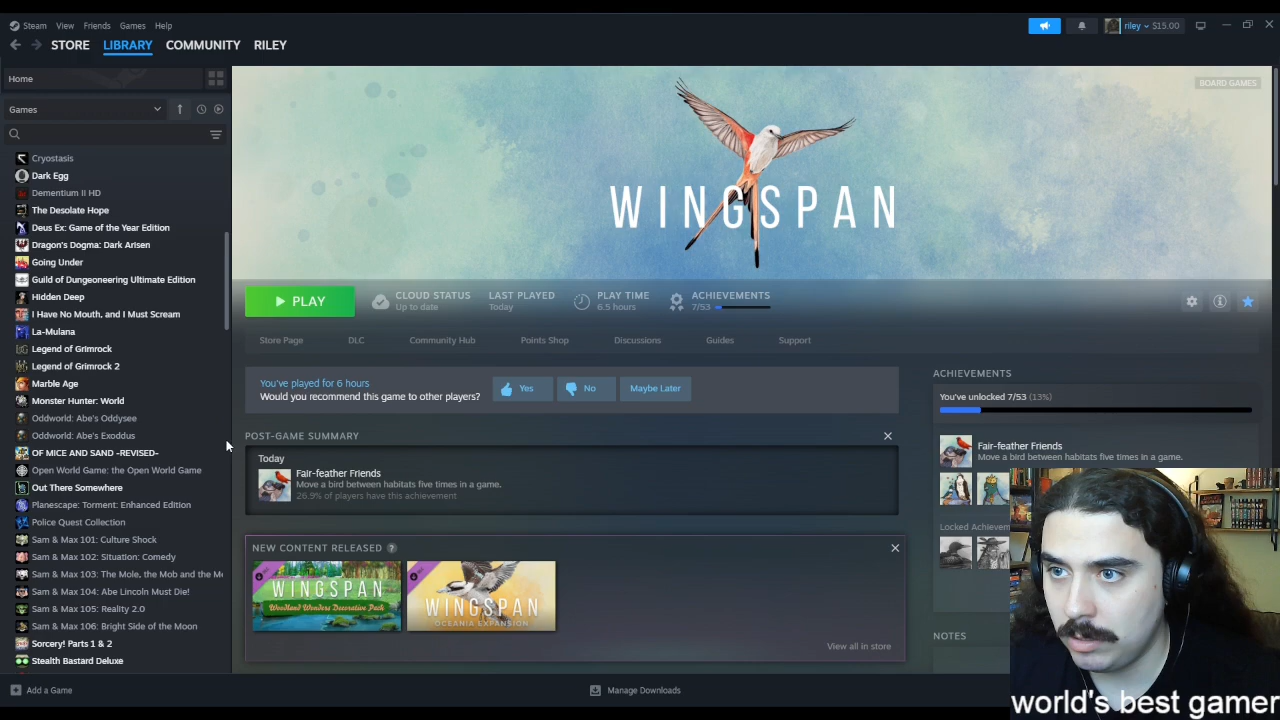 Steam View Friends Games Help
riley $15.00
STORE LIBRARY COMMUNITY RILEY
Home
Games
Cryostasis
Dark Egg
Dementium II HD
The Desolate Hope
Deus Ex: Game of the Year Edition
Dragon's Dogma: Dark Arisen
Going Under
Guild of Dungeoneering Ultimate Edition
Hidden Deep
I Have No Mouth, and I Must Scream
La-Mulana
Legend of Grimrock
Legend of Grimrock 2
Marble Age
Monster Hunter: World
Oddworld: Abe's Oddysee
Oddworld: Abe's Exoddus
OF MICE AND SAND -REVISED-
Open World Game: the Open World Game
Out There Somewhere
Planescape: Torment: Enhanced Edition
Police Quest Collection
Sam & Max 101: Culture Shock
Sam & Max 102: Situation: Comedy
Sam & Max 103: The Mole, the Mob and the Me
Sam & Max 104: Abe Lincoln Must Die!
Sam & Max 105: Reality 2.0
Sam & Max 106: Bright Side of the Moon
Sorcery! Parts 1 & 2
Stealth Bastard Deluxe
Add a Game
BOARD GAMES
WINGSPAN
PLAY
CLOUD STATUS
Up to date
LAST PLAYED
Today
PLAY TIME
6.5 hours
ACHIEVEMENTS
7/53
Store Page DLC Community Hub Points Shop Discussions Guides Support
You've played for 6 hours
Would you recommend this game to other players?
Yes No Maybe Later
POST-GAME SUMMARY
Today
Fair-feather Friends
Move a bird between habitats five times in a game.
26.9% of players have this achievement
NEW CONTENT RELEASED ?
WINGSPAN
Woodland Wonders Decorative Pack
WINGSPAN
OCEANIA EXPANSION
View all in store
Manage Downloads
ACHIEVEMENTS
You've unlocked 7/53 (13%)
Fair-feather Friends
Move a bird between habitats five times in a game.
Locked Achievem
NOTES
world's best gamer